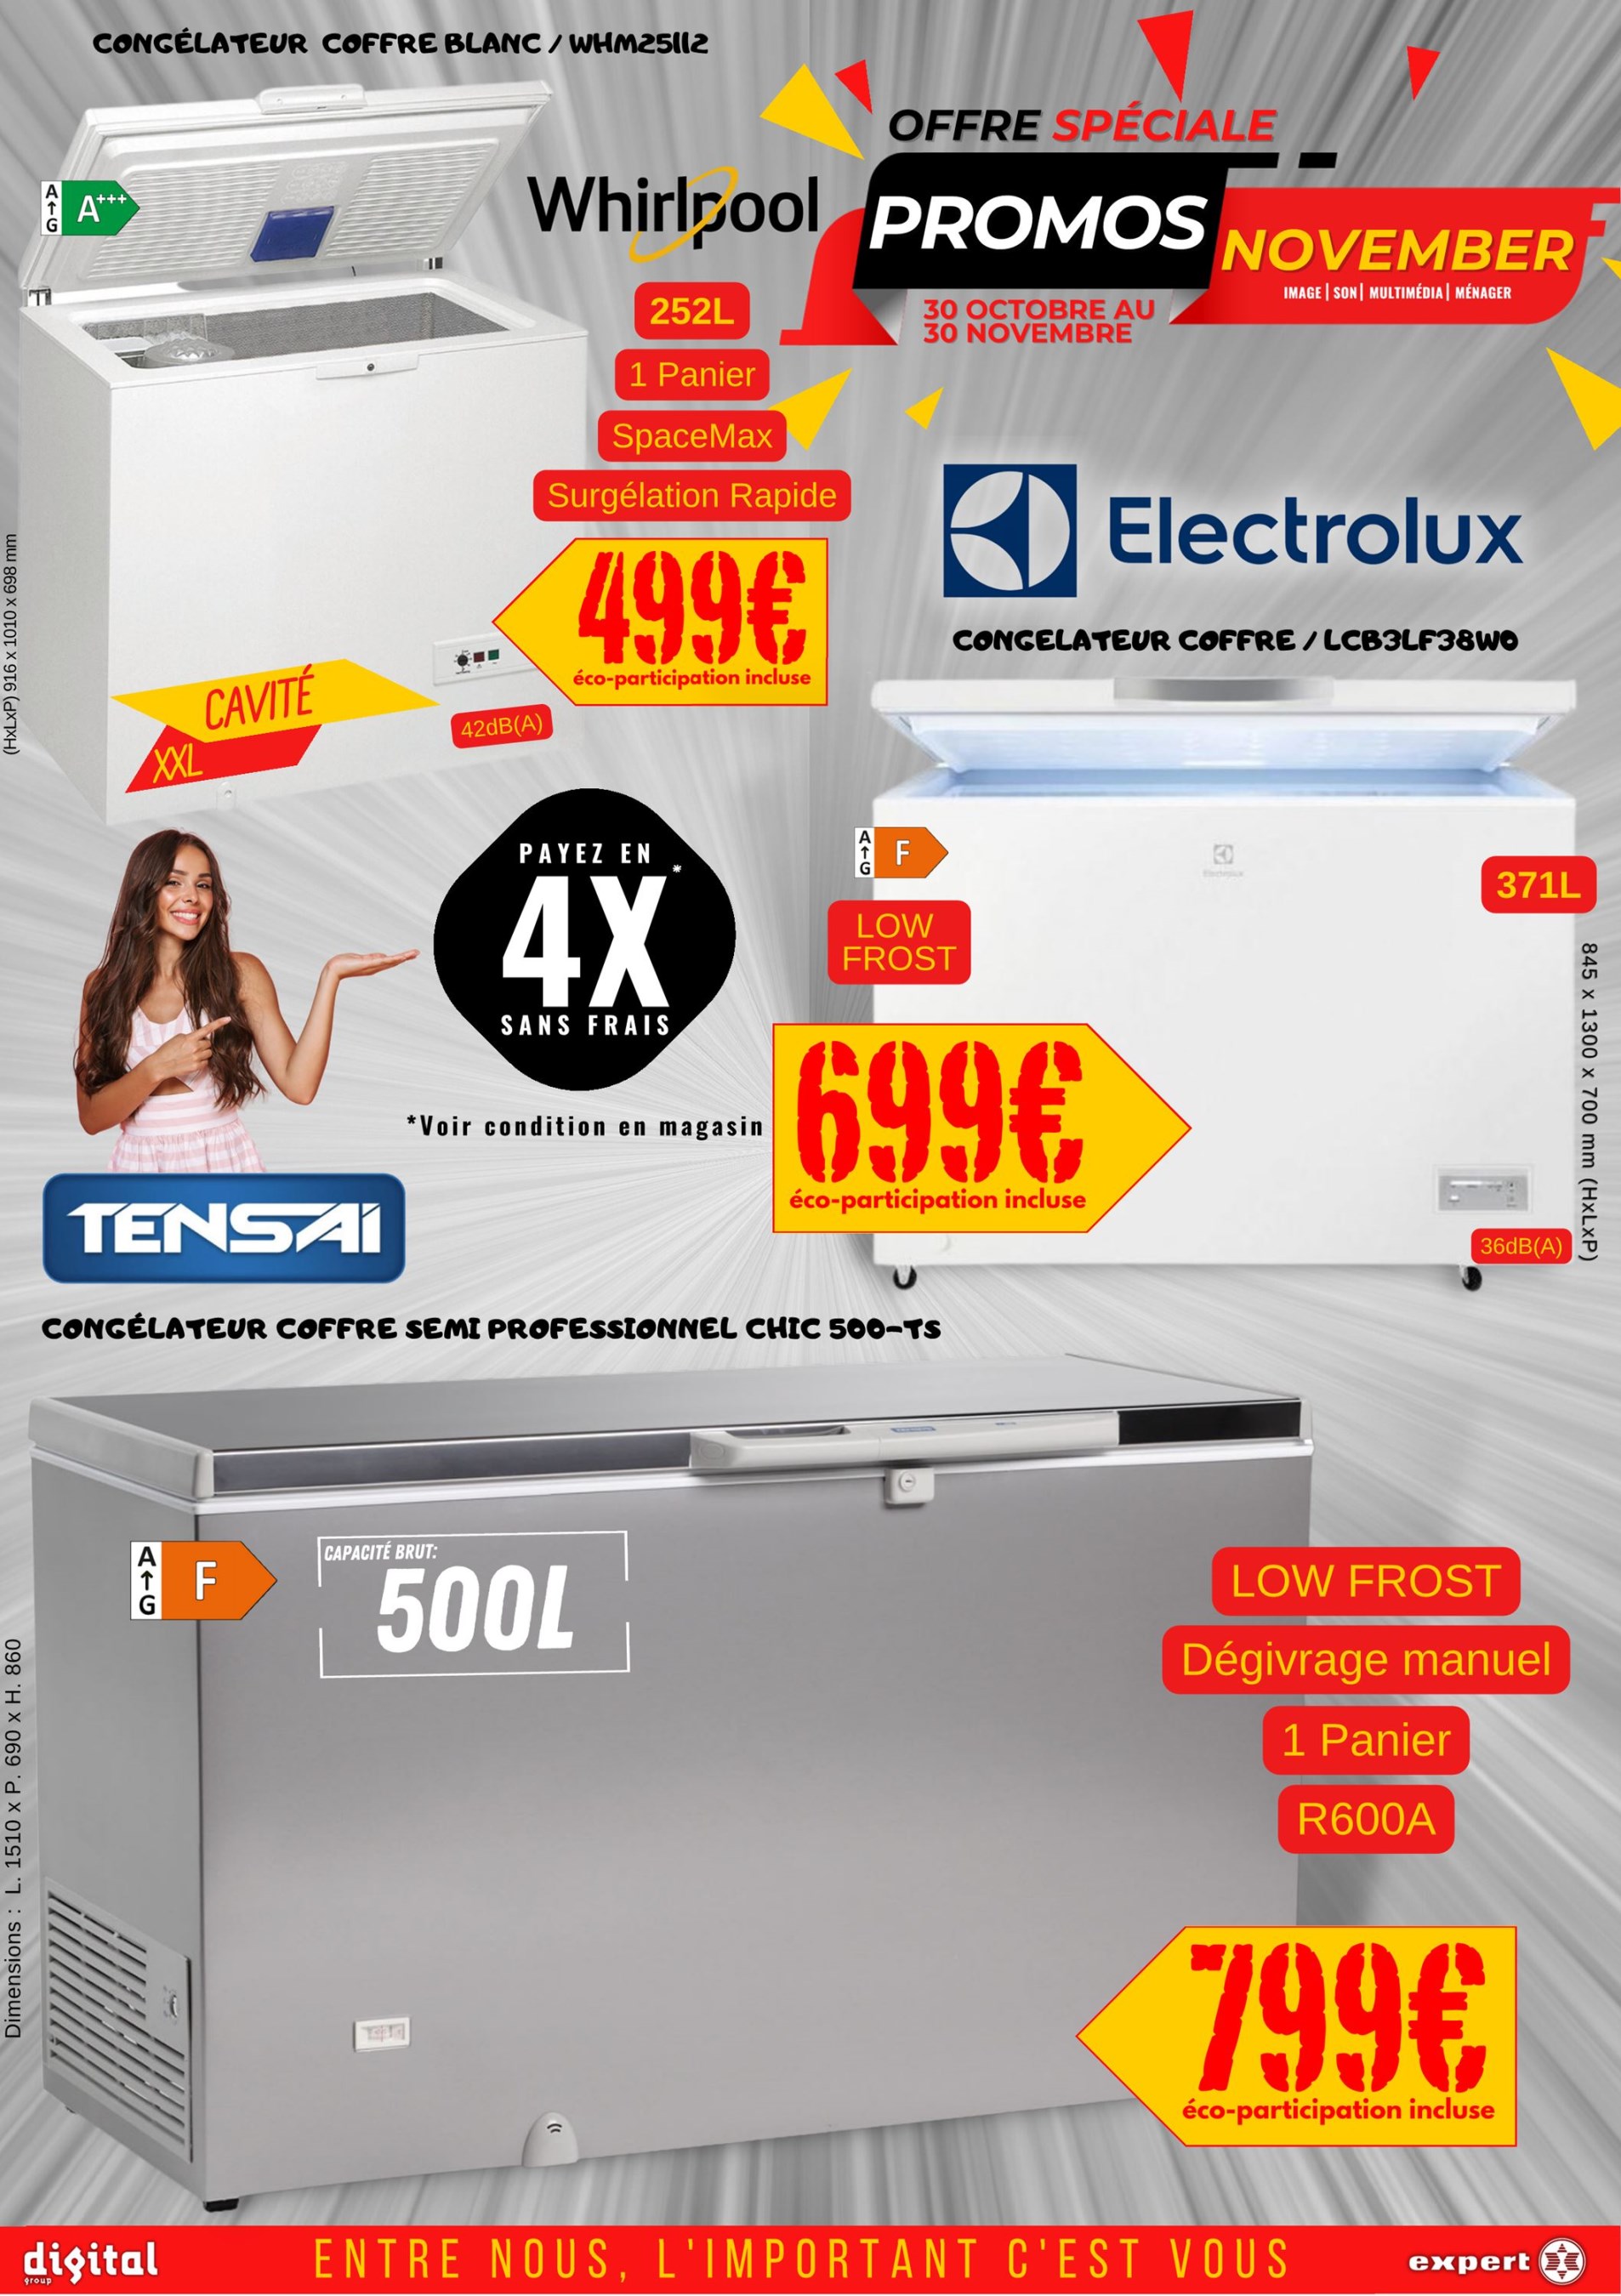 CONGÉLATEUR COFFRE BLANC / WHM25112
OFFRE SPÉCIALE
PROMOS
NOVEMBER
IMAGE | SON | MULTIMÉDIA | MÉNAGER
30 OCTOBRE AU
30 NOVEMBRE
A
↑
G
A+++
Whirlpool
252L
1 Panier
SpaceMax
Surgélation Rapide
499€
éco-participation incluse
(HxLxP) 916 x 1010 x 698 mm
CAVITÉ
XXL
42dB(A)
Electrolux
CONGELATEUR COFFRE / LCB3LF38W0
Electrolux
A
↑
G
F
371L
LOW
FROST
845 x 1300 x 700 mm (HxLxP)
PAYEZ EN
4X*
SANS FRAIS
*Voir condition en magasin
699€
éco-participation incluse
36dB(A)
TENSAI
CONGÉLATEUR COFFRE SEMI PROFESSIONNEL CHIC 500-TS
A
↑
G
F
CAPACITÉ BRUT:
500L
LOW FROST
Dégivrage manuel
1 Panier
R600A
Dimensions : L. 1510 x P. 690 x H. 860
799€
éco-participation incluse
digital
group
ENTRE NOUS, L'IMPORTANT C'EST VOUS
expert